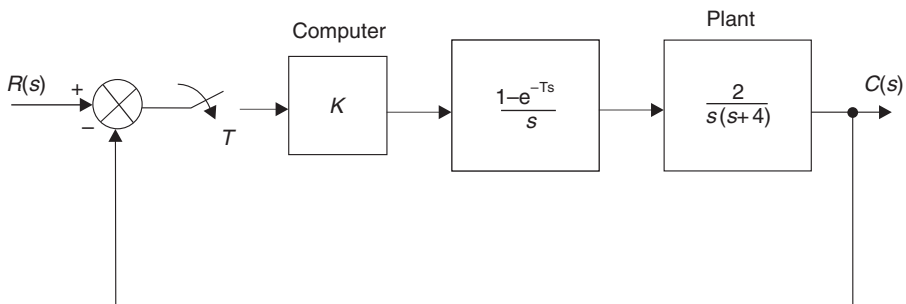 Computer
Plant
R(s)
+
−
T
K
1−e^{−Ts}
s
2
s(s+4)
C(s)